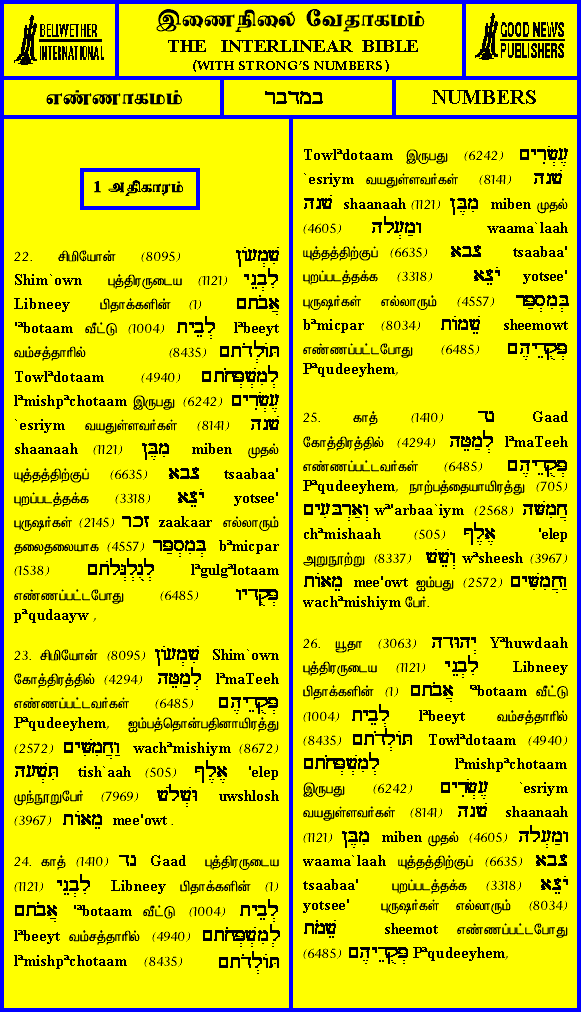 BELLWETHER
INTERNATIONAL
இணைநிலை வேதாகமம்
THE INTERLINEAR BIBLE
(WITH STRONG'S NUMBERS)
GOOD NEWS
PUBLISHERS
எண்ணாகமம்
במדבר
NUMBERS
1 அதிகாரம்
22. சிமியோன் (8095) שִׁמְעוֹן
Shim`own புத்திரருடைய (1121) לִבְנֵי
Libneey பிதாக்களின் (1) אֲבֹתָם
'ªbotaam வீட்டு (1004) לְבֵית lªbeeyt
வம்சத்தாரில் (8435) תּוֹלְדֹתָם
Towlªdotaam (4940) לְמִשְׁפְּחֹתָם
lªmishpªchotaam இருபது (6242) עֶשְׂרִים
`esriym வயதுள்ளவர்கள் (8141) שָׁנָה
shaanaah (1121) מִבֶּן miben முதல்
யுத்தத்திற்குப் (6635) צָבָא tsaabaa'
புறப்படத்தக்க (3318) יֹצֵא yotsee'
புருஷர்கள் (2145) זָכָר zaakaar எல்லாரும்
தலைதலையாக (4557) בְּמִסְפַּר bªmicpar
(1538) לְגֻלְגְּלֹתָם lªgulgªlotaam
எண்ணப்பட்டபோது (6485) פְּקֻדָיו
pªqudaayw ,
23. சிமியோன் (8095) שִׁמְעוֹן Shim`own
கோத்திரத்தில் (4294) לְמַטֵּה lªmaTeeh
எண்ணப்பட்டவர்கள் (6485) פְּקֻדֵיהֶם
Pªqudeeyhem, ஐம்பத்தொன்பதினாயிரத்து
(2572) וַחֲמִשִּׁים wachªmishiym (8672)
תִּשְׁעָה tish`aah (505) אֶלֶף 'elep
முந்நூறுபேர் (7969) וּשְׁלֹשׁ uwshlosh
(3967) מֵאוֹת mee'owt .
24. காத் (1410) גָד Gaad புத்திரருடைய
(1121) לִבְנֵי Libneey பிதாக்களின் (1)
אֲבֹתָם 'ªbotaam வீட்டு (1004) לְבֵית
lªbeeyt வம்சத்தாரில் (4940) לְמִשְׁפְּחֹתָם
lªmishpªchotaam (8435) תּוֹלְדֹתָם
Towlªdotaam இருபது (6242) עֶשְׂרִים
`esriym வயதுள்ளவர்கள் (8141) שָׁנָה
שָׁנָה shaanaah (1121) מִבֶּן miben முதல்
(4605) וָמַעְלָה waama`laah
யுத்தத்திற்குப் (6635) צָבָא tsaabaa'
புறப்படத்தக்க (3318) יֹצֵא yotsee'
புருஷர்கள் எல்லாரும் (4557) בְּמִסְפַּר
bªmicpar (8034) שֵׁמוֹת sheemowt
எண்ணப்பட்டபோது (6485) פְּקֻדֵיהֶם
Pªqudeeyhem,
25. காத் (1410) גָד Gaad
கோத்திரத்தில் (4294) לְמַטֵּה lªmaTeeh
எண்ணப்பட்டவர்கள் (6485) פְּקֻדֵיהֶם
Pªqudeeyhem, நாற்பத்தையாயிரத்து (705)
וְאַרְבָּעִים wª'arbaa`iym (2568) חֲמִשָּׁה
chªmishaah (505) אֶלֶף 'elep
அறுநூற்று (8337) וְשֵׁשׁ wªsheesh (3967)
מֵאוֹת mee'owt ஐம்பது (2572) וַחֲמִשִּׁים
wachªmishiym பேர்.
26. யூதா (3063) יְהוּדָה Yªhuwdaah
புத்திரருடைய (1121) לִבְנֵי Libneey
பிதாக்களின் (1) אֲבֹתָם 'ªbotaam வீட்டு
(1004) לְבֵית lªbeeyt வம்சத்தாரில்
(8435) תּוֹלְדֹתָם Towlªdotaam (4940)
לְמִשְׁפְּחֹתָם lªmishpªchotaam
இருபது (6242) עֶשְׂרִים `esriym
வயதுள்ளவர்கள் (8141) שָׁנָה shaanaah
(1121) מִבֶּן miben முதல் (4605) וָמַעְלָה
waama`laah யுத்தத்திற்குப் (6635) צָבָא
tsaabaa' புறப்படத்தக்க (3318) יֹצֵא
yotsee' புருஷர்கள் எல்லாரும் (8034)
שֵׁמֹת sheemot எண்ணப்பட்டபோது
(6485) פְּקֻדֵיהֶם Pªqudeeyhem,